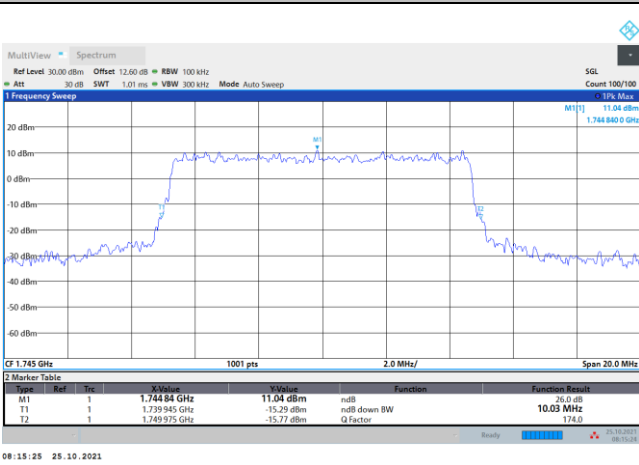 MultiView Spectrum
Ref Level 30.00 dBm Offset 12.60 dB RBW 100 kHz SGL
Att 30 dB SWT 1.01 ms VBW 300 kHz Mode Auto Sweep Count 100/100
1 Frequency Sweep 1Pk Max
M1[1] 11.04 dBm
1.744 840 0 GHz
20 dBm
M1
10 dBm
0 dBm
T1
T2
-10 dBm
-20 dBm
-30 dBm
-40 dBm
-50 dBm
-60 dBm
CF 1.745 GHz 1001 pts 2.0 MHz/ Span 20.0 MHz
2 Marker Table
Type Ref Trc X-Value Y-Value Function Function Result
M1 1 1.744 84 GHz 11.04 dBm ndB 26.0 dB
T1 1 1.739 945 GHz -15.29 dBm ndB down BW 10.03 MHz
T2 1 1.749 975 GHz -15.77 dBm Q Factor 174.0
Ready 25.10.2021
08:15:24
08:15:25 25.10.2021